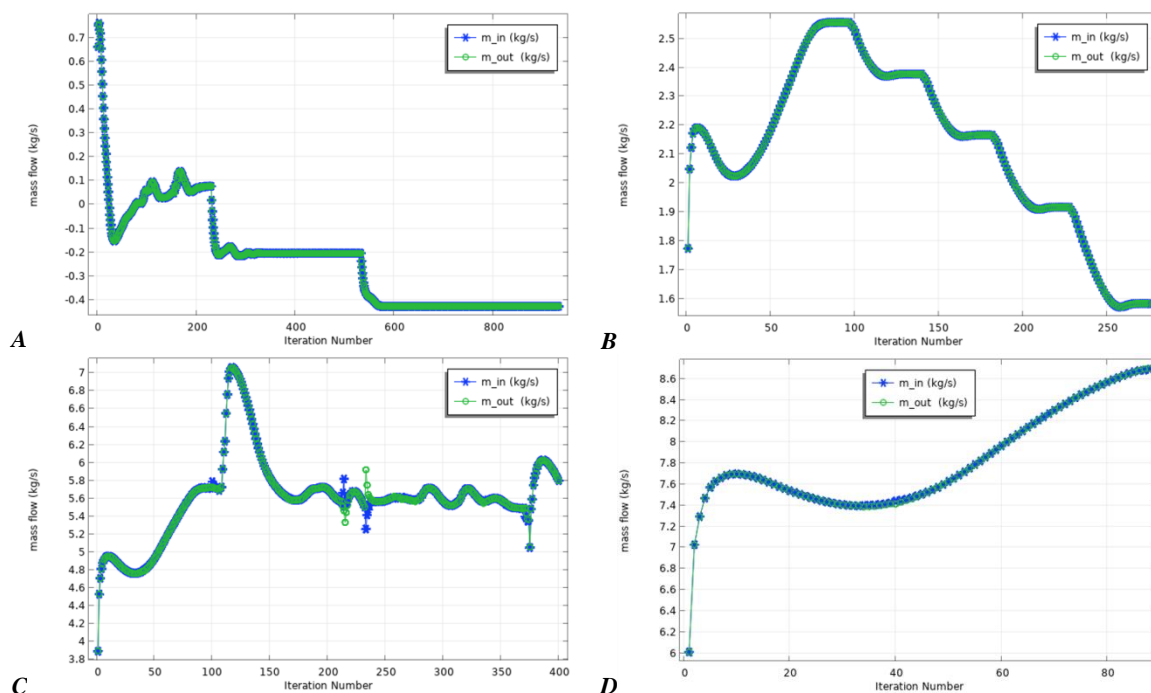 0.7
0.6
0.5
0.4
0.3
0.2
0.1
0
-0.1
-0.2
-0.3
-0.4
mass flow (kg/s)
m_in (kg/s)
m_out (kg/s)
0 200 400 600 800
Iteration Number
A
2.5
2.4
2.3
2.2
2.1
2
1.9
1.8
1.7
1.6
mass flow (kg/s)
m_in (kg/s)
m_out (kg/s)
0 50 100 150 200 250
Iteration Number
B
7
6.8
6.6
6.4
6.2
6
5.8
5.6
5.4
5.2
5
4.8
4.6
4.4
4.2
4
3.8
mass flow (kg/s)
m_in (kg/s)
m_out (kg/s)
0 50 100 150 200 250 300 350 400
Iteration Number
C
8.6
8.4
8.2
8
7.8
7.6
7.4
7.2
7
6.8
6.6
6.4
6.2
6
mass flow (kg/s)
m_in (kg/s)
m_out (kg/s)
0 20 40 60 80
Iteration Number
D